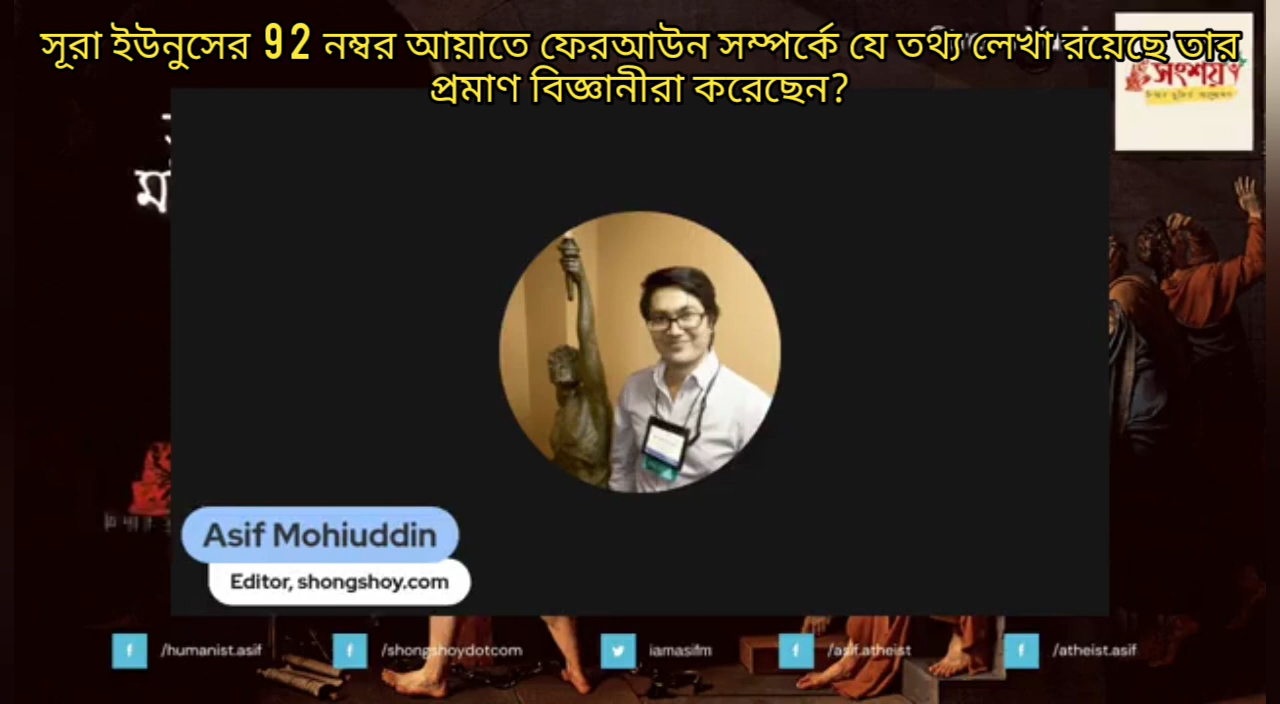 সূরা ইউনুসের 92 নম্বর আয়াতে ফেরআউন সম্পর্কে যে তথ্য লেখা রয়েছে তার
প্রমাণ বিজ্ঞানীরা করেছেন?
সংশয়
Asif Mohiuddin
Editor, shongshoy.com
/humanist.asif
/shongshoydotcom
iamasifm
/asif.atheist
/atheist.asif